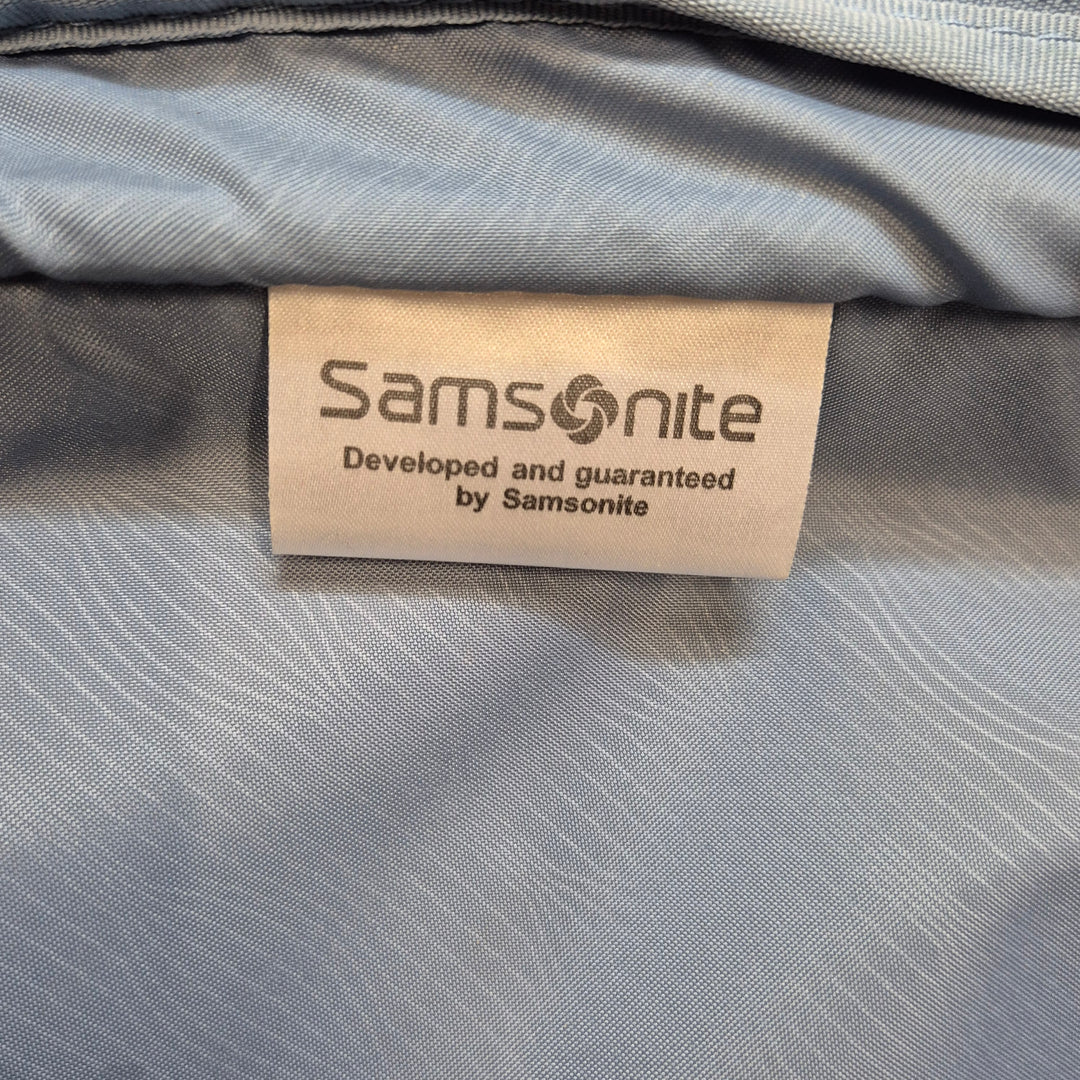 Samsonite
Developed and guaranteed
by Samsonite